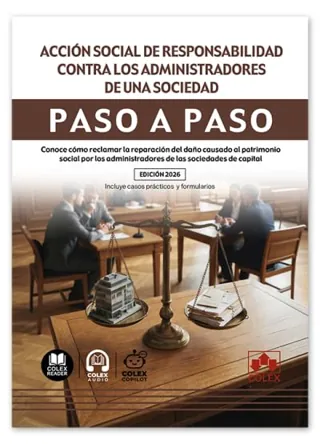 ACCIÓN SOCIAL DE RESPONSABILIDAD
CONTRA LOS ADMINISTRADORES
DE UNA SOCIEDAD
PASO A PASO
Conoce cómo reclamar la reparación del daño causado al patrimonio
social por los administradores de las sociedades de capital
EDICIÓN 2026
Incluye casos prácticos y formularios
COLEX
READER
COLEX
AUDIO
COLEX
COPILOT
COLEX